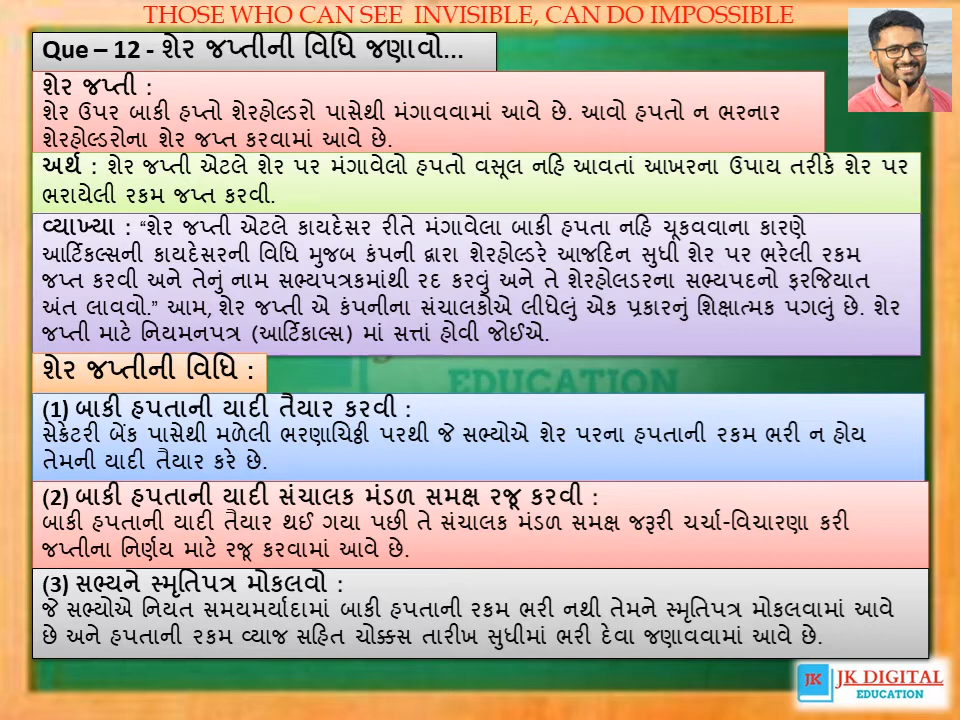 THOSE WHO CAN SEE INVISIBLE, CAN DO IMPOSSIBLE
Que – 12 - શેર જપ્તીની વિધિ જણાવો...
શેર જપ્તી :
શેર ઉપર બાકી હપ્તો શેરહોલ્ડરો પાસેથી મંગાવવામાં આવે છે. આવો હપતો ન ભરનાર
શેરહોલ્ડરોના શેર જપ્ત કરવામાં આવે છે.
અર્થ : શેર જપ્તી એટલે શેર પર મંગાવેલો હપતો વસૂલ નહિ આવતાં આખરના ઉપાય તરીકે શેર પર
ભરાયેલી રકમ જપ્ત કરવી.
વ્યાખ્યા : “શેર જપ્તી એટલે કાયદેસર રીતે મંગાવેલા બાકી હપતા નહિ ચૂકવવાના કારણે
આર્ટિકલ્સની કાયદેસરની વિધિ મુજબ કંપની દ્વારા શેરહોલ્ડરે આજદિન સુધી શેર પર ભરેલી રકમ
જપ્ત કરવી અને તેનું નામ સભ્યપત્રકમાંથી રદ કરવું અને તે શેરહોલડરના સભ્યપદનો ફરજિયાત
અંત લાવવો.” આમ, શેર જપ્તી એ કંપનીના સંચાલકોએ લીધેલું એક પ્રકારનું શિક્ષાત્મક પગલું છે. શેર
જપ્તી માટે નિયમનપત્ર (આર્ટિકાલ્સ) માં સત્તાં હોવી જોઈએ.
શેર જપ્તીની વિધિ :
EDUCATION
(1) બાકી હપતાની યાદી તૈયાર કરવી :
સેક્રેટરી બેંક પાસેથી મળેલી ભરણાચિઠ્ઠી પરથી જે સભ્યોએ શેર પરના હપતાની રકમ ભરી ન હોય
તેમની યાદી તૈયાર કરે છે.
(2) બાકી હપતાની યાદી સંચાલક મંડળ સમક્ષ રજૂ કરવી :
બાકી હપતાની યાદી તૈયાર થઈ ગયા પછી તે સંચાલક મંડળ સમક્ષ જરૂરી ચર્ચા-વિચારણા કરી
જપ્તીના નિર્ણય માટે રજૂ કરવામાં આવે છે.
(3) સભ્યને સ્મૃતિપત્ર મોકલવો :
જે સભ્યોએ નિયત સમયમર્યાદામાં બાકી હપતાની રકમ ભરી નથી તેમને સ્મૃતિપત્ર મોકલવામાં આવે
છે અને હપતાની રકમ વ્યાજ સહિત ચોક્કસ તારીખ સુધીમાં ભરી દેવા જણાવવામાં આવે છે.
JK JK DIGITAL
EDUCATION